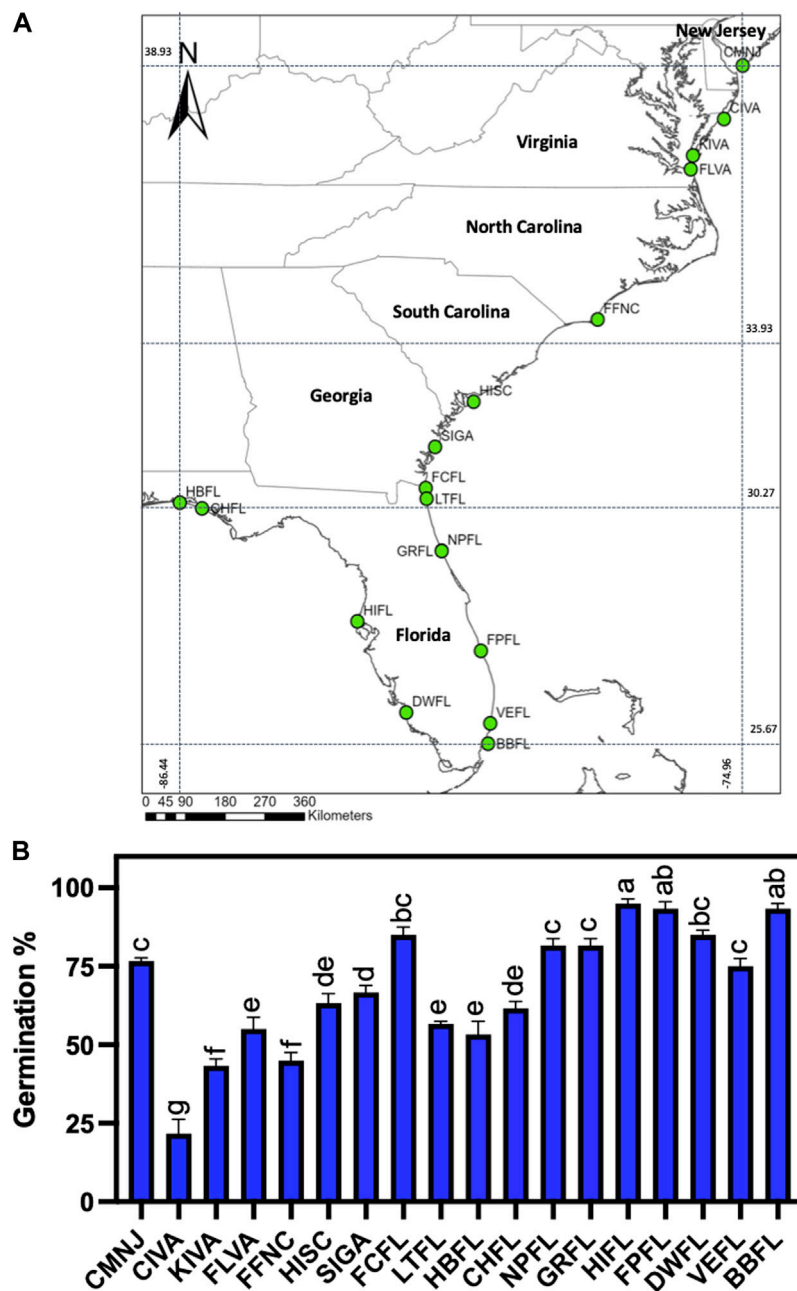 A
New Jersey
38.93
N
CMNJ
CIVA
KIVA
Virginia
FLVA
North Carolina
South Carolina
FFNC
33.93
Georgia
HISC
SIGA
FCFL
HBFL
LTFL
30.27
CHFL
NPFL
GRFL
HIFL
Florida
FPFL
DWFL
VEFL
25.67
BBFL
-86.44
-74.96
0 45 90 180 270 360
Kilometers
B
Germination %
100
75
50
25
0
c
g
f
e
f
de
d
bc
e
e
de
c
c
a
ab
bc
c
ab
CMNJ
CIVA
KIVA
FLVA
FFNC
HISC
SIGA
FCFL
LTFL
HBFL
CHFL
NPFL
GRFL
HIFL
FPFL
DWFL
VEFL
BBFL